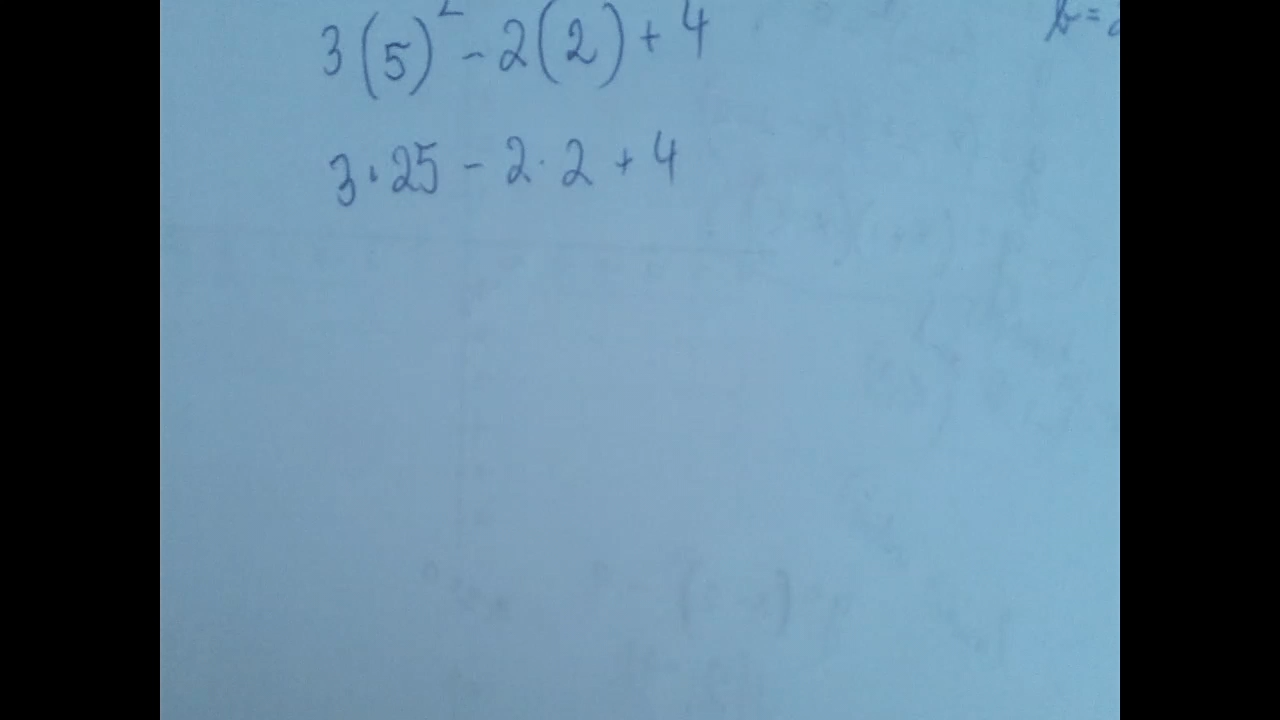 3(5)² - 2(2) + 4
3·25 - 2·2 + 4